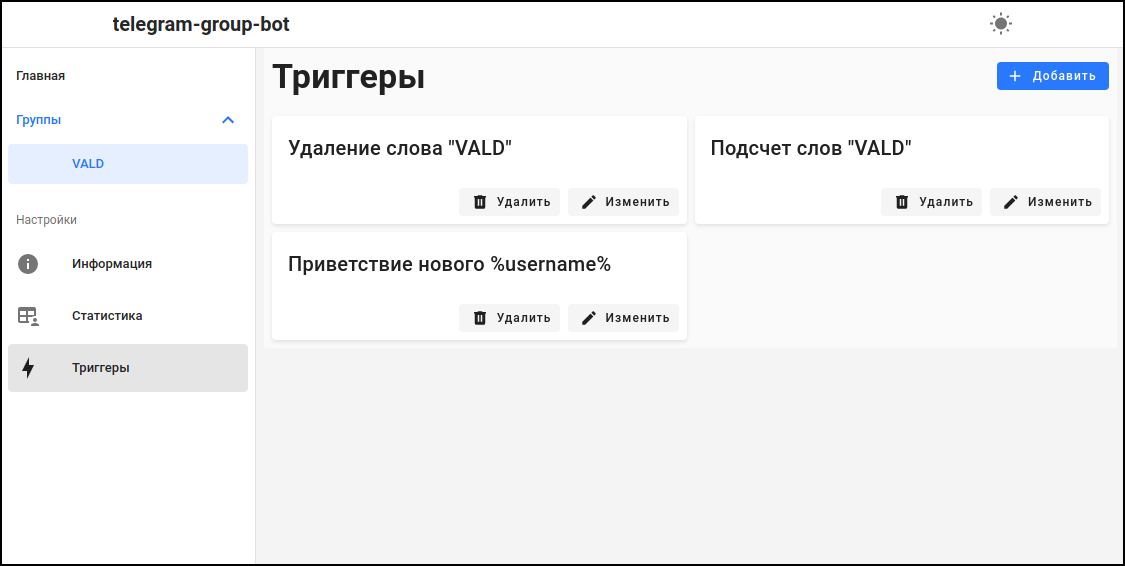 telegram-group-bot
Главная
Группы
VALD
Настройки
Информация
Статистика
Триггеры
Триггеры
Добавить
Удаление слова "VALD"
Удалить
Изменить
Подсчет слов "VALD"
Удалить
Изменить
Приветствие нового %username%
Удалить
Изменить